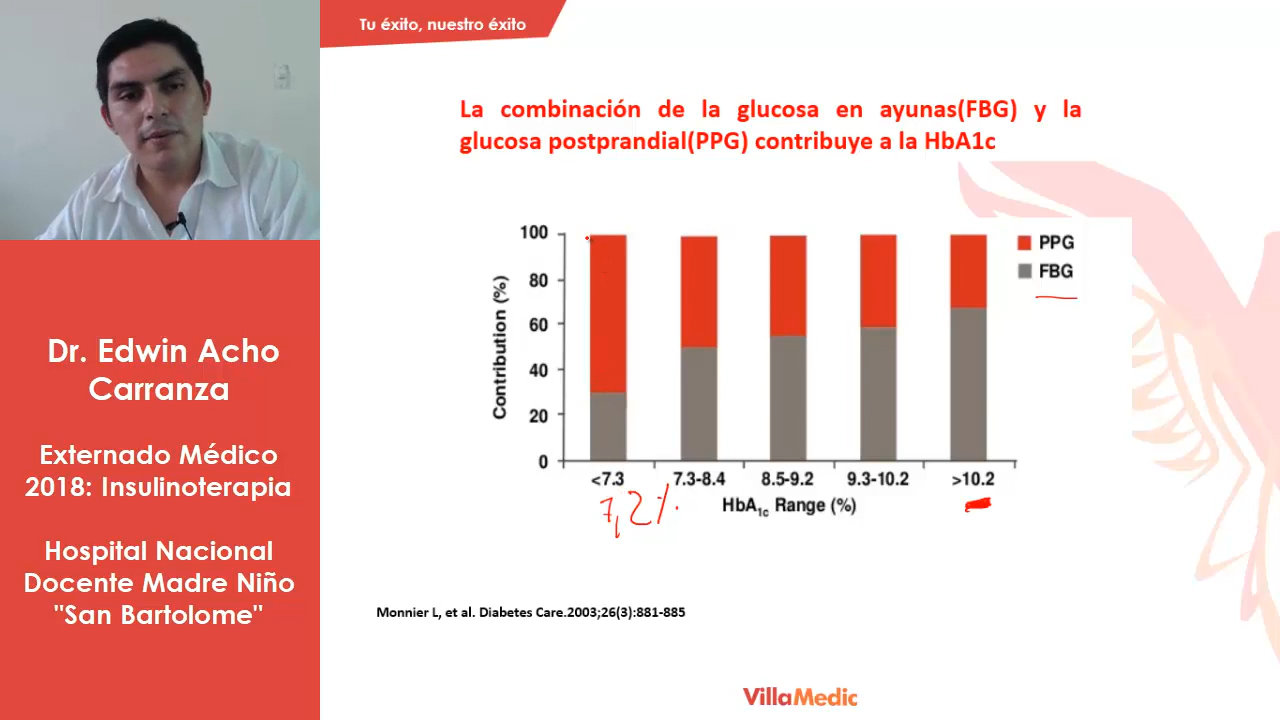 Tu éxito, nuestro éxito
La combinación de la glucosa en ayunas(FBG) y la
glucosa postprandial(PPG) contribuye a la HbA1c
Dr. Edwin Acho
Carranza
Externado Médico
2018: Insulinoterapia
Hospital Nacional
Docente Madre Niño
"San Bartolome"
Contribution (%)
100
80
60
40
20
0
PPG
FBG
<7.3 7.3-8.4 8.5-9.2 9.3-10.2 >10.2
7,2%
HbA1c Range (%)
Monnier L, et al. Diabetes Care.2003;26(3):881-885
VillaMedic